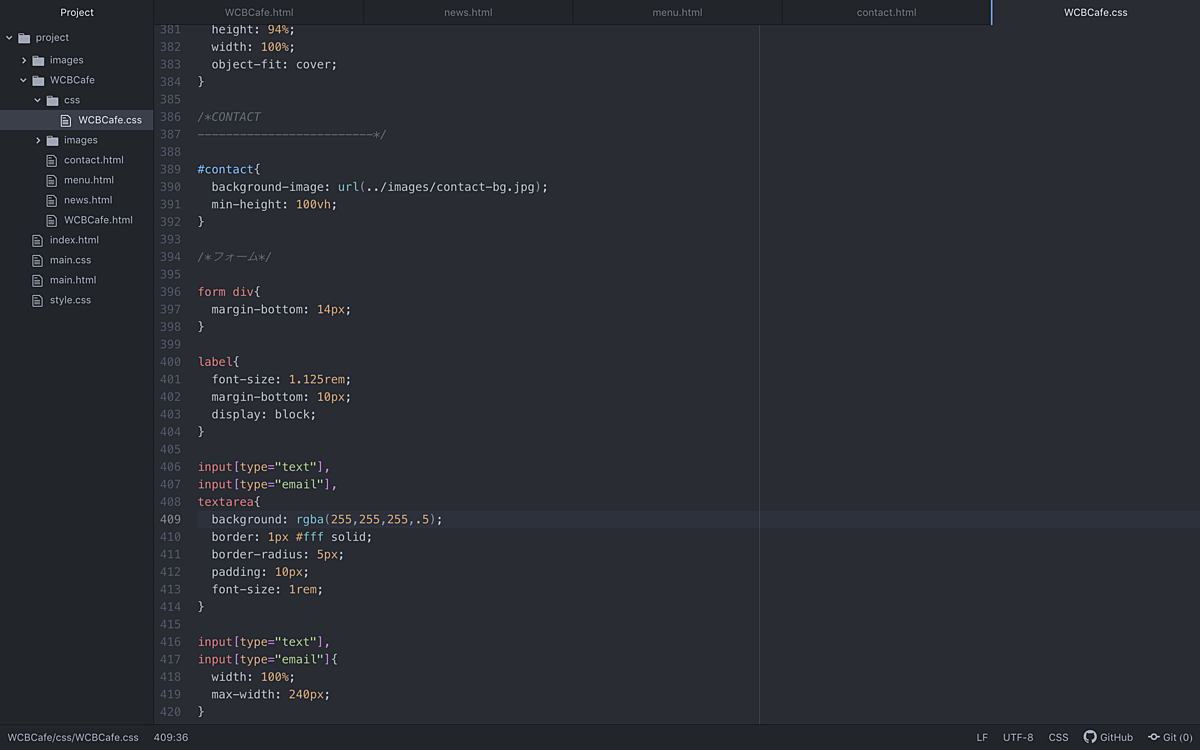 Project
WCBCafe.html
news.html
menu.html
contact.html
WCBCafe.css
project
images
WCBCafe
css
WCBCafe.css
images
contact.html
menu.html
news.html
WCBCafe.html
index.html
main.css
main.html
style.css
381 height: 94%;
382 width: 100%;
383 object-fit: cover;
384 }
385
386 /*CONTACT
387 -------------------------*/
388
389 #contact{
390 background-image: url(../images/contact-bg.jpg);
391 min-height: 100vh;
392 }
393
394 /*フォーム*/
395
396 form div{
397 margin-bottom: 14px;
398 }
399
400 label{
401 font-size: 1.125rem;
402 margin-bottom: 10px;
403 display: block;
404 }
405
406 input[type="text"],
407 input[type="email"],
408 textarea{
409 background: rgba(255,255,255,.5);
410 border: 1px #fff solid;
411 border-radius: 5px;
412 padding: 10px;
413 font-size: 1rem;
414 }
415
416 input[type="text"],
417 input[type="email"]{
418 width: 100%;
419 max-width: 240px;
420 }
WCBCafe/css/WCBCafe.css 409:36 LF UTF-8 CSS GitHub Git (0)